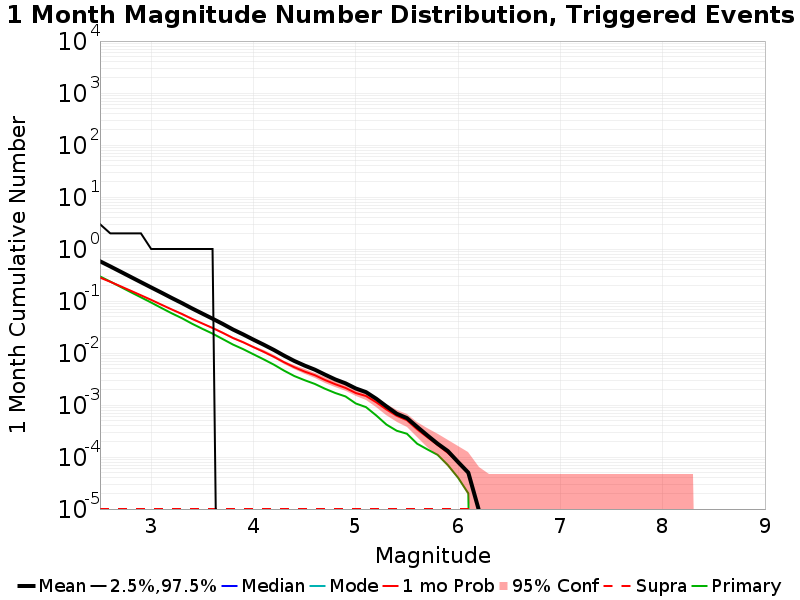 1 Month Magnitude Number Distribution, Triggered Events
1 Month Cumulative Number
10^4
10^3
10^2
10^1
10^0
10^-1
10^-2
10^-3
10^-4
10^-5
3 4 5 6 7 8 9
Magnitude
Mean 2.5%,97.5% Median Mode 1 mo Prob 95% Conf Supra Primary